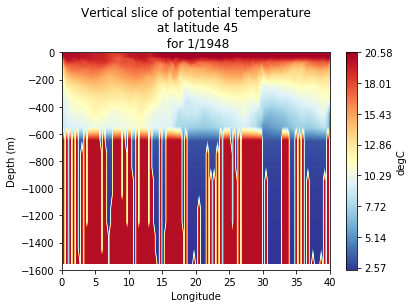 Vertical slice of potential temperature
at latitude 45
for 1/1948
0
−200
−400
−600
−800
−1000
−1200
−1400
−1600
Depth (m)
0 5 10 15 20 25 30 35 40
Longitude
20.58
18.01
15.43
12.86
10.29
7.72
5.14
2.57
degC